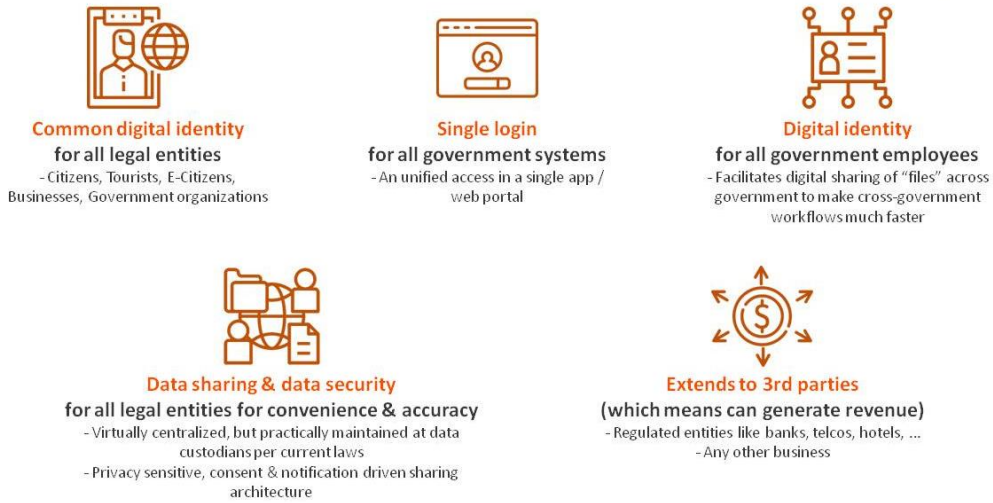 Common digital identity
for all legal entities
- Citizens, Tourists, E-Citizens,
Businesses, Government organizations
Single login
for all government systems
- An unified access in a single app /
web portal
Digital identity
for all government employees
- Facilitates digital sharing of “files” across
government to make cross-government
workflows much faster
Data sharing & data security
for all legal entities for convenience & accuracy
- Virtually centralized, but practically maintained at data
custodians per current laws
- Privacy sensitive, consent & notification driven sharing
architecture
$
Extends to 3rd parties
(which means can generate revenue)
- Regulated entities like banks, telcos, hotels, ...
- Any other business